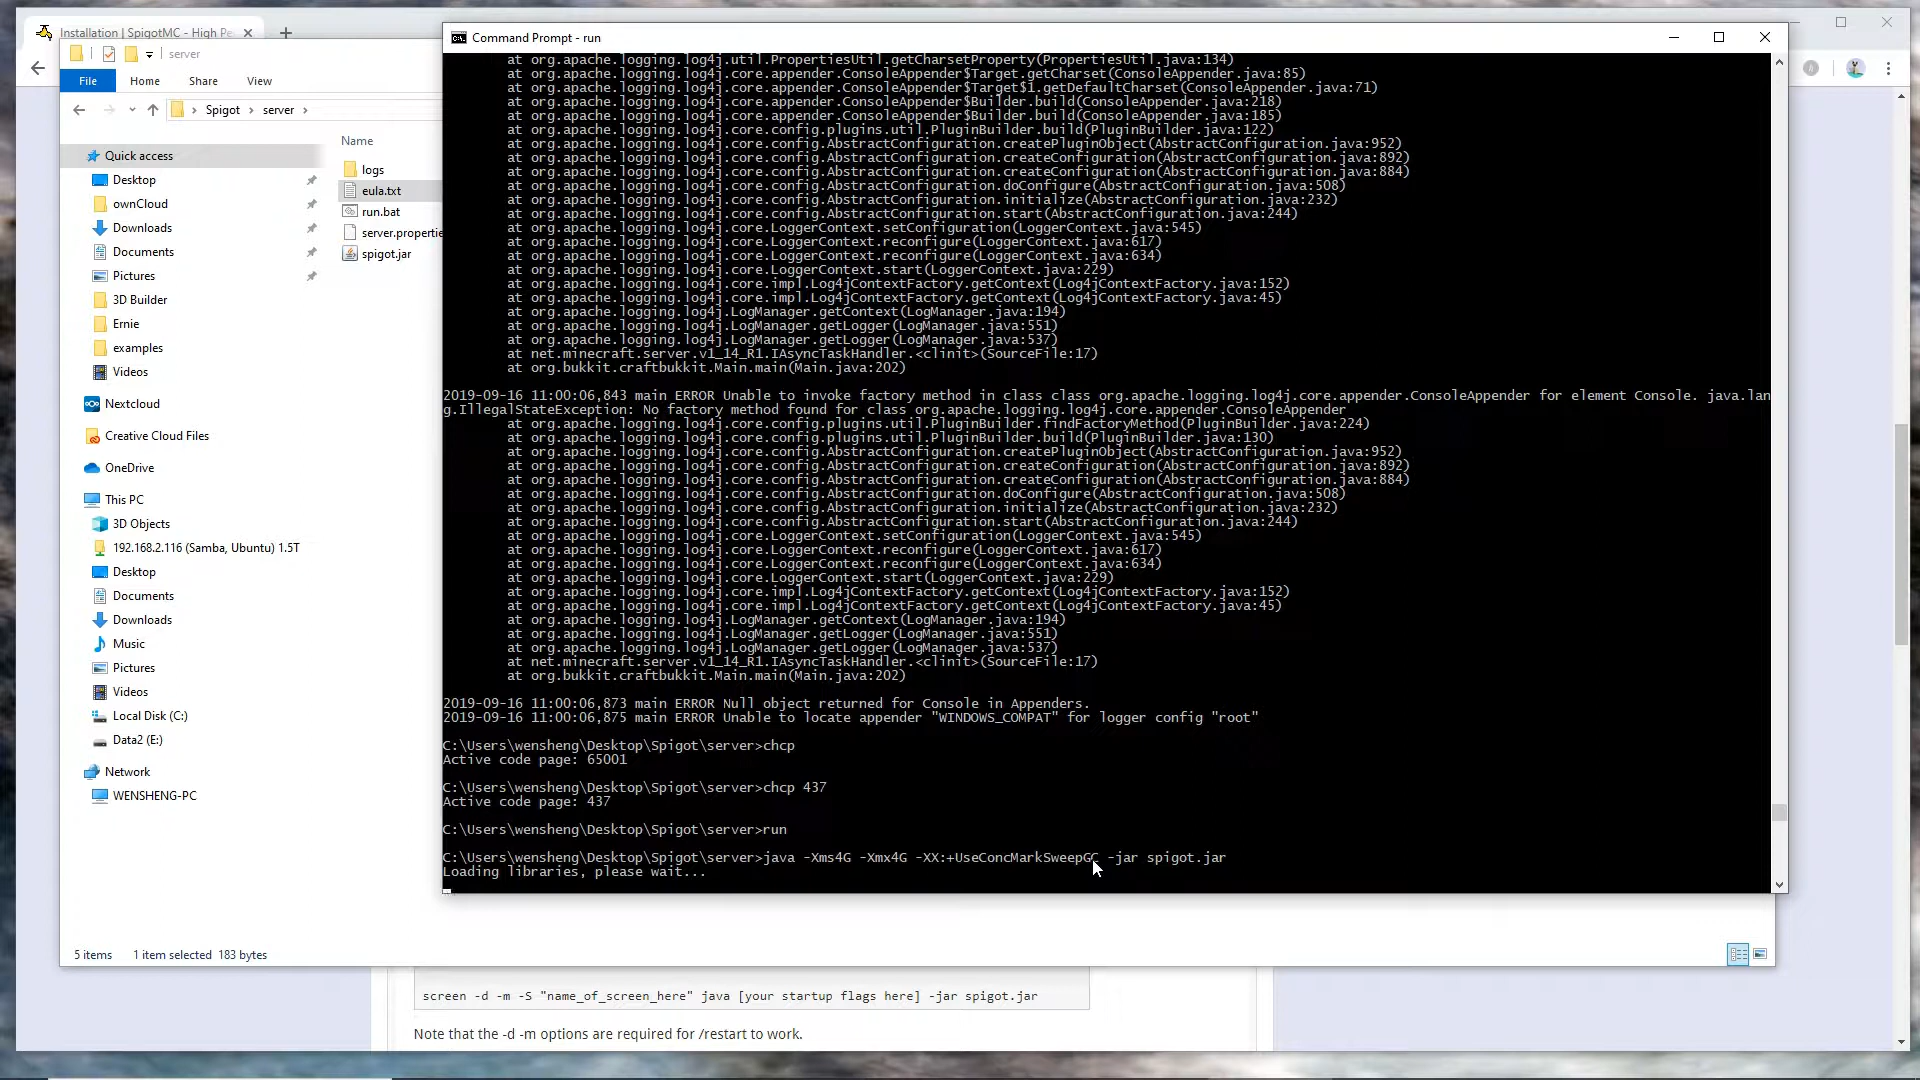 Installation | SpigotMC - High Pe
server
File
Home
Share
View
Spigot
server
Name
Quick access
Desktop
ownCloud
Downloads
Documents
Pictures
3D Builder
Ernie
examples
Videos
Nextcloud
Creative Cloud Files
OneDrive
This PC
3D Objects
192.168.2.116 (Samba, Ubuntu) 1.5T
Desktop
Documents
Downloads
Music
Pictures
Videos
Local Disk (C:)
Data2 (E:)
Network
WENSHENG-PC
logs
eula.txt
run.bat
server.propertie
spigot.jar
5 items
1 item selected 183 bytes
Command Prompt - run
at org.apache.logging.log4j.util.PropertiesUtil.getCharsetProperty(PropertiesUtil.java:134)
at org.apache.logging.log4j.core.appender.ConsoleAppender$Target.getCharset(ConsoleAppender.java:85)
at org.apache.logging.log4j.core.appender.ConsoleAppender$Target$1.getDefaultCharset(ConsoleAppender.java:71)
at org.apache.logging.log4j.core.appender.ConsoleAppender$Builder.build(ConsoleAppender.java:218)
at org.apache.logging.log4j.core.appender.ConsoleAppender$Builder.build(ConsoleAppender.java:185)
at org.apache.logging.log4j.core.config.plugins.util.PluginBuilder.build(PluginBuilder.java:122)
at org.apache.logging.log4j.core.config.AbstractConfiguration.createPluginObject(AbstractConfiguration.java:952)
at org.apache.logging.log4j.core.config.AbstractConfiguration.createConfiguration(AbstractConfiguration.java:892)
at org.apache.logging.log4j.core.config.AbstractConfiguration.createConfiguration(AbstractConfiguration.java:884)
at org.apache.logging.log4j.core.config.AbstractConfiguration.doConfigure(AbstractConfiguration.java:508)
at org.apache.logging.log4j.core.config.AbstractConfiguration.initialize(AbstractConfiguration.java:232)
at org.apache.logging.log4j.core.config.AbstractConfiguration.start(AbstractConfiguration.java:244)
at org.apache.logging.log4j.core.LoggerContext.setConfiguration(LoggerContext.java:545)
at org.apache.logging.log4j.core.LoggerContext.reconfigure(LoggerContext.java:617)
at org.apache.logging.log4j.core.LoggerContext.reconfigure(LoggerContext.java:634)
at org.apache.logging.log4j.core.LoggerContext.start(LoggerContext.java:229)
at org.apache.logging.log4j.core.impl.Log4jContextFactory.getContext(Log4jContextFactory.java:152)
at org.apache.logging.log4j.core.impl.Log4jContextFactory.getContext(Log4jContextFactory.java:45)
at org.apache.logging.log4j.LogManager.getContext(LogManager.java:194)
at org.apache.logging.log4j.LogManager.getLogger(LogManager.java:551)
at org.apache.logging.log4j.LogManager.getLogger(LogManager.java:537)
at net.minecraft.server.v1_14_R1.IAsyncTaskHandler.<clinit>(SourceFile:17)
at org.bukkit.craftbukkit.Main.main(Main.java:202)
2019-09-16 11:00:06,843 main ERROR Unable to invoke factory method in class class org.apache.logging.log4j.core.appender.ConsoleAppender for element Console. java.lan
g.IllegalStateException: No factory method found for class org.apache.logging.log4j.core.appender.ConsoleAppender
at org.apache.logging.log4j.core.config.plugins.util.PluginBuilder.findFactoryMethod(PluginBuilder.java:224)
at org.apache.logging.log4j.core.config.plugins.util.PluginBuilder.build(PluginBuilder.java:130)
at org.apache.logging.log4j.core.config.AbstractConfiguration.createPluginObject(AbstractConfiguration.java:952)
at org.apache.logging.log4j.core.config.AbstractConfiguration.createConfiguration(AbstractConfiguration.java:892)
at org.apache.logging.log4j.core.config.AbstractConfiguration.createConfiguration(AbstractConfiguration.java:884)
at org.apache.logging.log4j.core.config.AbstractConfiguration.doConfigure(AbstractConfiguration.java:508)
at org.apache.logging.log4j.core.config.AbstractConfiguration.initialize(AbstractConfiguration.java:232)
at org.apache.logging.log4j.core.config.AbstractConfiguration.start(AbstractConfiguration.java:244)
at org.apache.logging.log4j.core.LoggerContext.setConfiguration(LoggerContext.java:545)
at org.apache.logging.log4j.core.LoggerContext.reconfigure(LoggerContext.java:617)
at org.apache.logging.log4j.core.LoggerContext.reconfigure(LoggerContext.java:634)
at org.apache.logging.log4j.core.LoggerContext.start(LoggerContext.java:229)
at org.apache.logging.log4j.core.impl.Log4jContextFactory.getContext(Log4jContextFactory.java:152)
at org.apache.logging.log4j.core.impl.Log4jContextFactory.getContext(Log4jContextFactory.java:45)
at org.apache.logging.log4j.LogManager.getContext(LogManager.java:194)
at org.apache.logging.log4j.LogManager.getLogger(LogManager.java:551)
at org.apache.logging.log4j.LogManager.getLogger(LogManager.java:537)
at net.minecraft.server.v1_14_R1.IAsyncTaskHandler.<clinit>(SourceFile:17)
at org.bukkit.craftbukkit.Main.main(Main.java:202)
2019-09-16 11:00:06,873 main ERROR Null object returned for Console in Appenders.
2019-09-16 11:00:06,875 main ERROR Unable to locate appender "WINDOWS_COMPAT" for logger config "root"
C:\Users\wensheng\Desktop\Spigot\server>chcp
Active code page: 65001
C:\Users\wensheng\Desktop\Spigot\server>chcp 437
Active code page: 437
C:\Users\wensheng\Desktop\Spigot\server>run
C:\Users\wensheng\Desktop\Spigot\server>java -Xms4G -Xmx4G -XX:+UseConcMarkSweepGC -jar spigot.jar
Loading libraries, please wait...
screen -d -m -S "name_of_screen_here" java [your startup flags here] -jar spigot.jar
Note that the -d -m options are required for /restart to work.